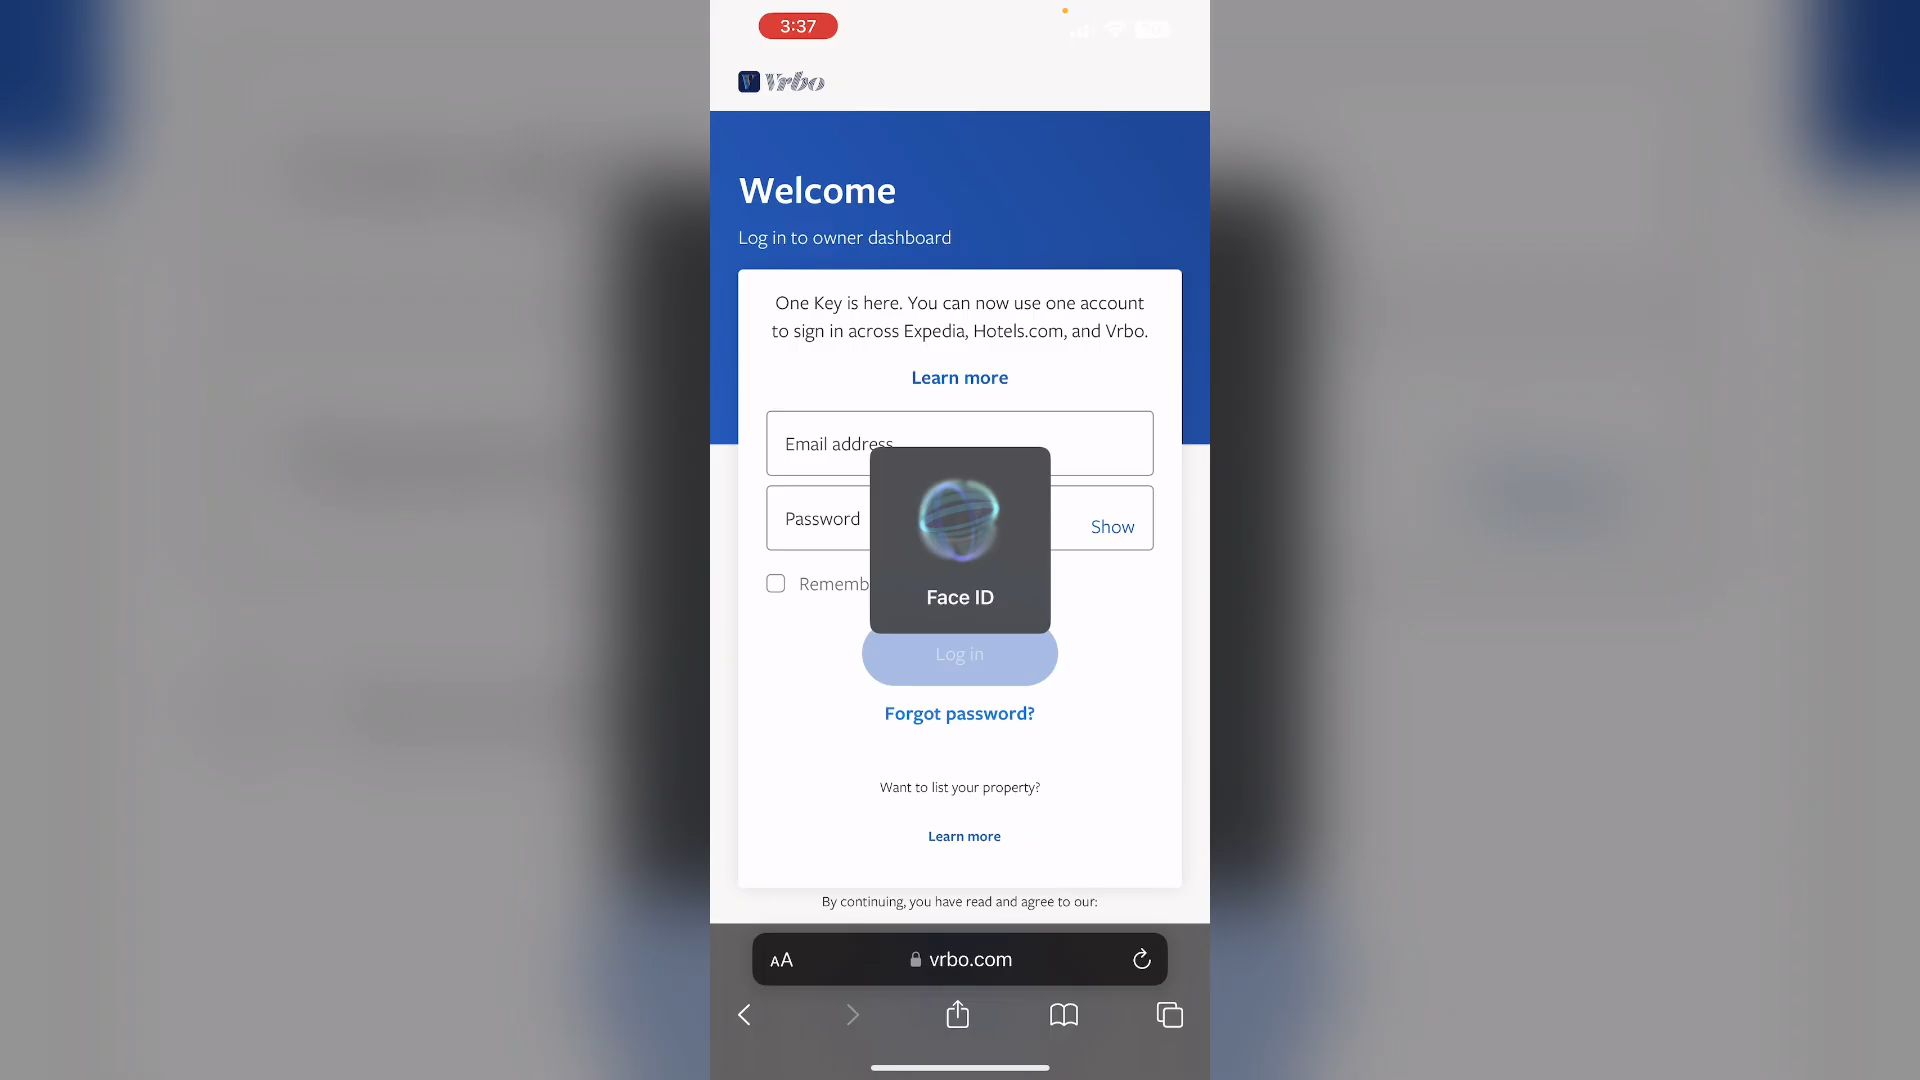 3:37
Vrbo
Welcome
Log in to owner dashboard
One Key is here. You can now use one account
to sign in across Expedia, Hotels.com, and Vrbo.
Learn more
Email address
Password
Show
Rememb
Face ID
Log in
Forgot password?
Want to list your property?
Learn more
By continuing, you have read and agree to our:
AA
vrbo.com